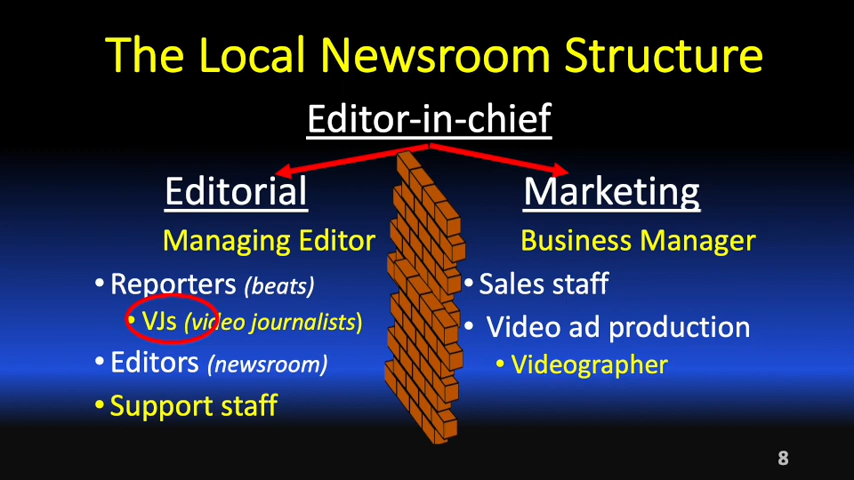 The Local Newsroom Structure
Editor-in-chief
Editorial
Managing Editor
• Reporters (beats)
• VJs (video journalists)
• Editors (newsroom)
• Support staff
Marketing
Business Manager
• Sales staff
• Video ad production
• Videographer
8